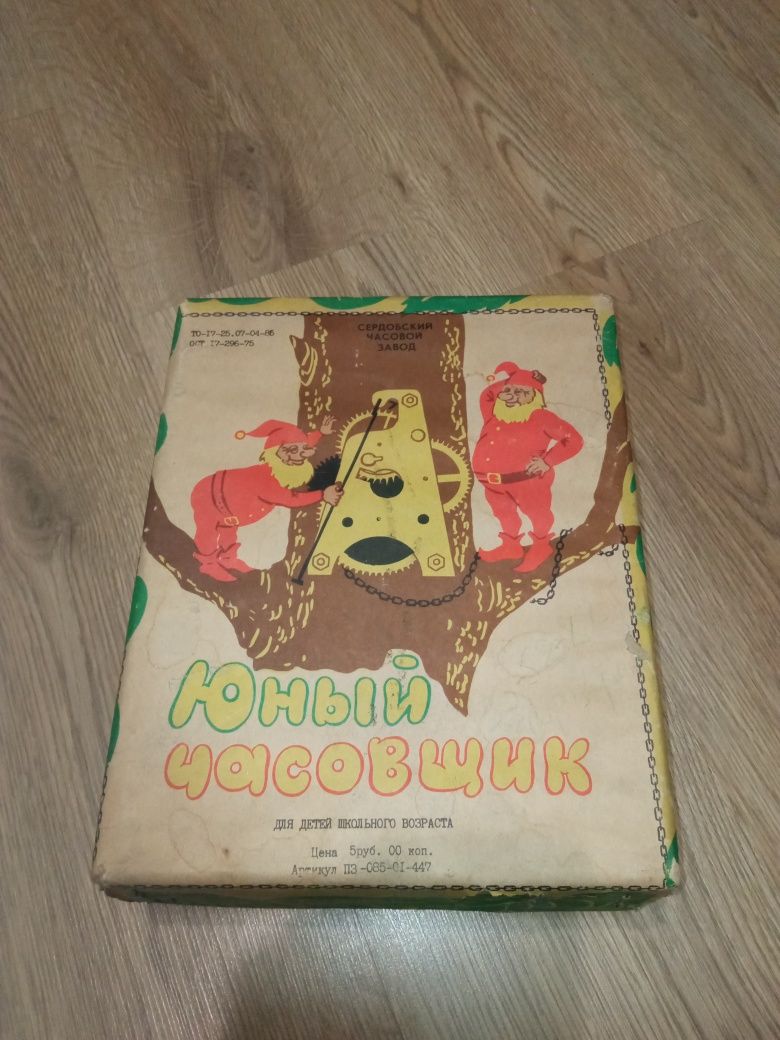 ТО-17-25.07-04-85
ОСТ 17-296-75
СЕРДОБСКИЙ
ЧАСОВОЙ
ЗАВОД
Юный
часовщик
ДЛЯ ДЕТЕЙ ШКОЛЬНОГО ВОЗРАСТА
Цена 5руб. 00 коп.
Артикул ПЗ-065-01-447